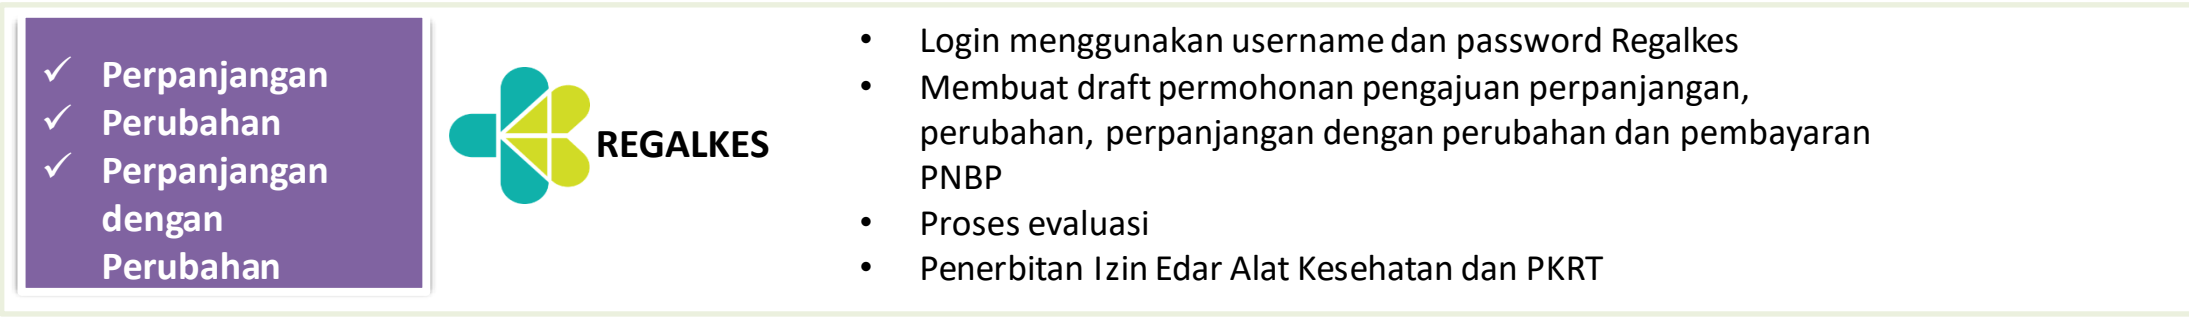 ✓ Perpanjangan
✓ Perubahan
✓ Perpanjangan
dengan
Perubahan
REGALKES
• Login menggunakan username dan password Regalkes
• Membuat draft permohonan pengajuan perpanjangan,
perubahan, perpanjangan dengan perubahan dan pembayaran
PNBP
• Proses evaluasi
• Penerbitan Izin Edar Alat Kesehatan dan PKRT